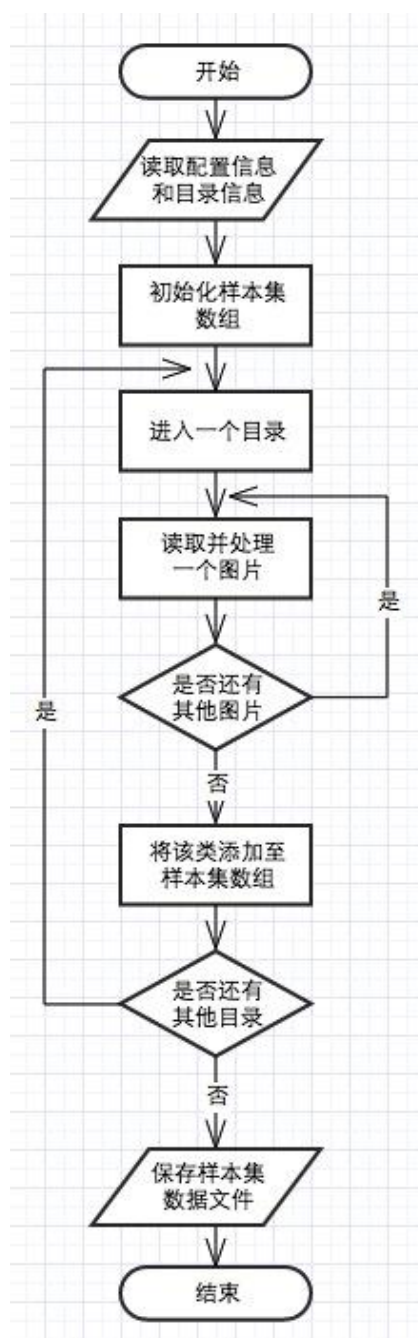 开始
读取配置信息
和目录信息
初始化样本集
数组
进入一个目录
读取并处理
一个图片
是
是否还有
其他图片
是
否
将该类添加至
样本集数组
是否还有
其他目录
否
保存样本集
数据文件
结束